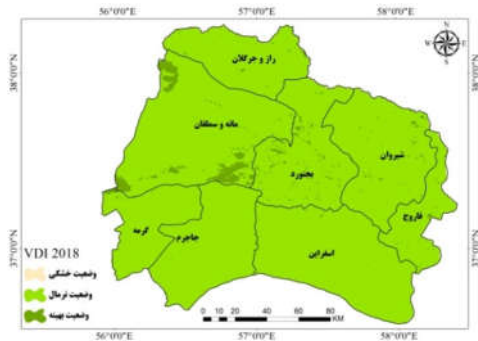 56°0'0"E 57°0'0"E 58°0'0"E
N
W E
S
38°0'0"N 38°0'0"N
راز و جرگلان
مانه و سملقان
شیروان
بجنورد
فاروج
گرمه
جاجرم
اسفراین
37°0'0"N 37°0'0"N
VDI 2018
وضعیت خشکی
وضعیت نرمال
وضعیت بهینه
0 5 10 20 40 60 80
KM
56°0'0"E 57°0'0"E 58°0'0"E